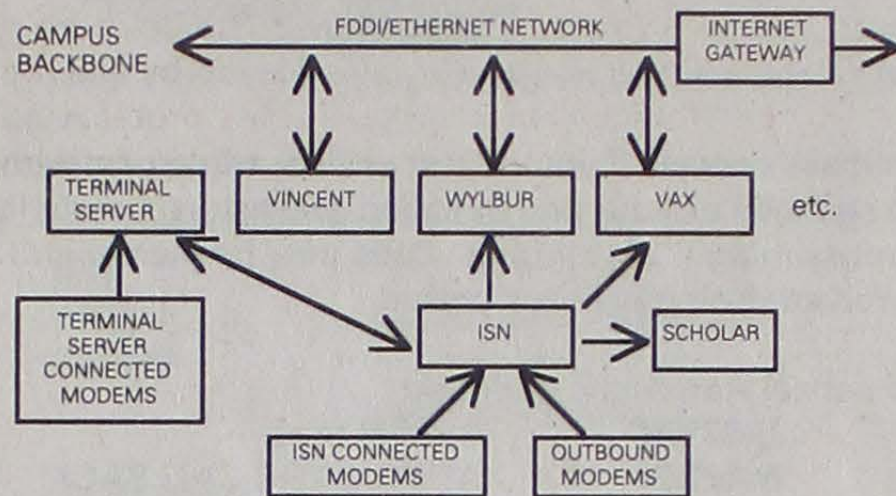 CAMPUS
BACKBONE
FDDI/ETHERNET NETWORK
INTERNET
GATEWAY
TERMINAL
SERVER
VINCENT
WYLBUR
VAX
etc.
TERMINAL
SERVER
CONNECTED
MODEMS
ISN
SCHOLAR
ISN CONNECTED
MODEMS
OUTBOUND
MODEMS